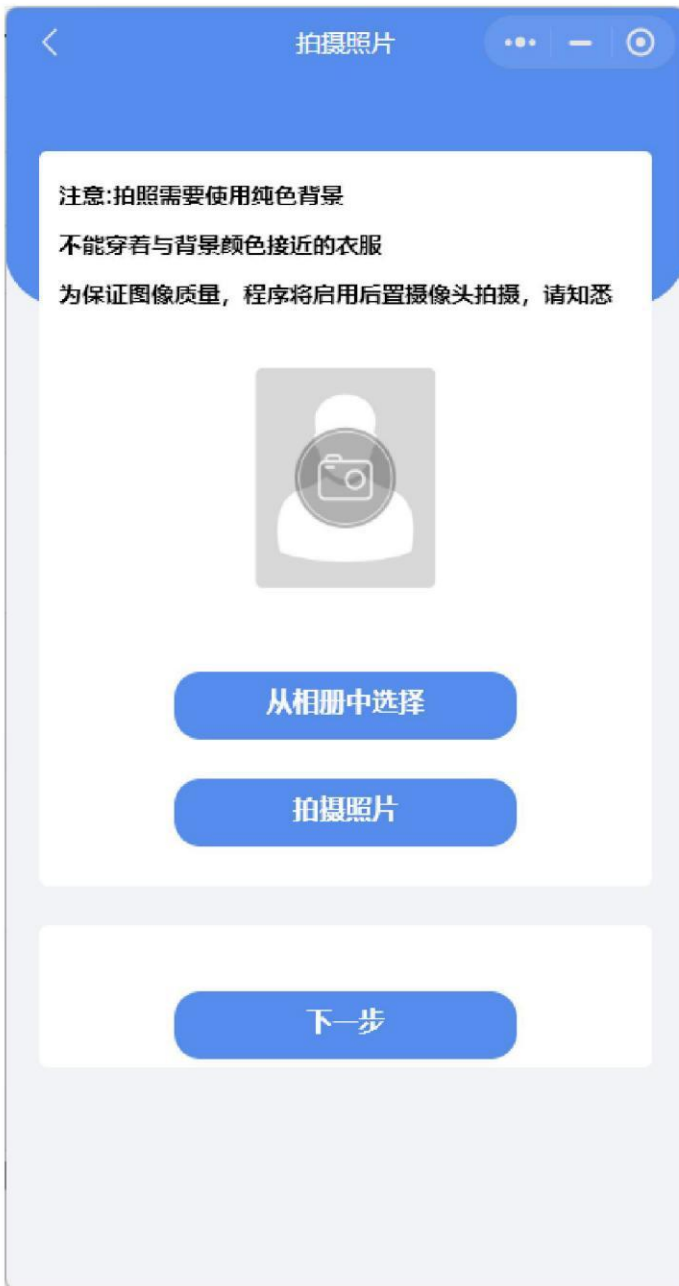 拍摄照片
注意:拍照需要使用纯色背景
不能穿着与背景颜色接近的衣服
为保证图像质量，程序将启用后置摄像头拍摄，请知悉
从相册中选择
拍摄照片
下一步